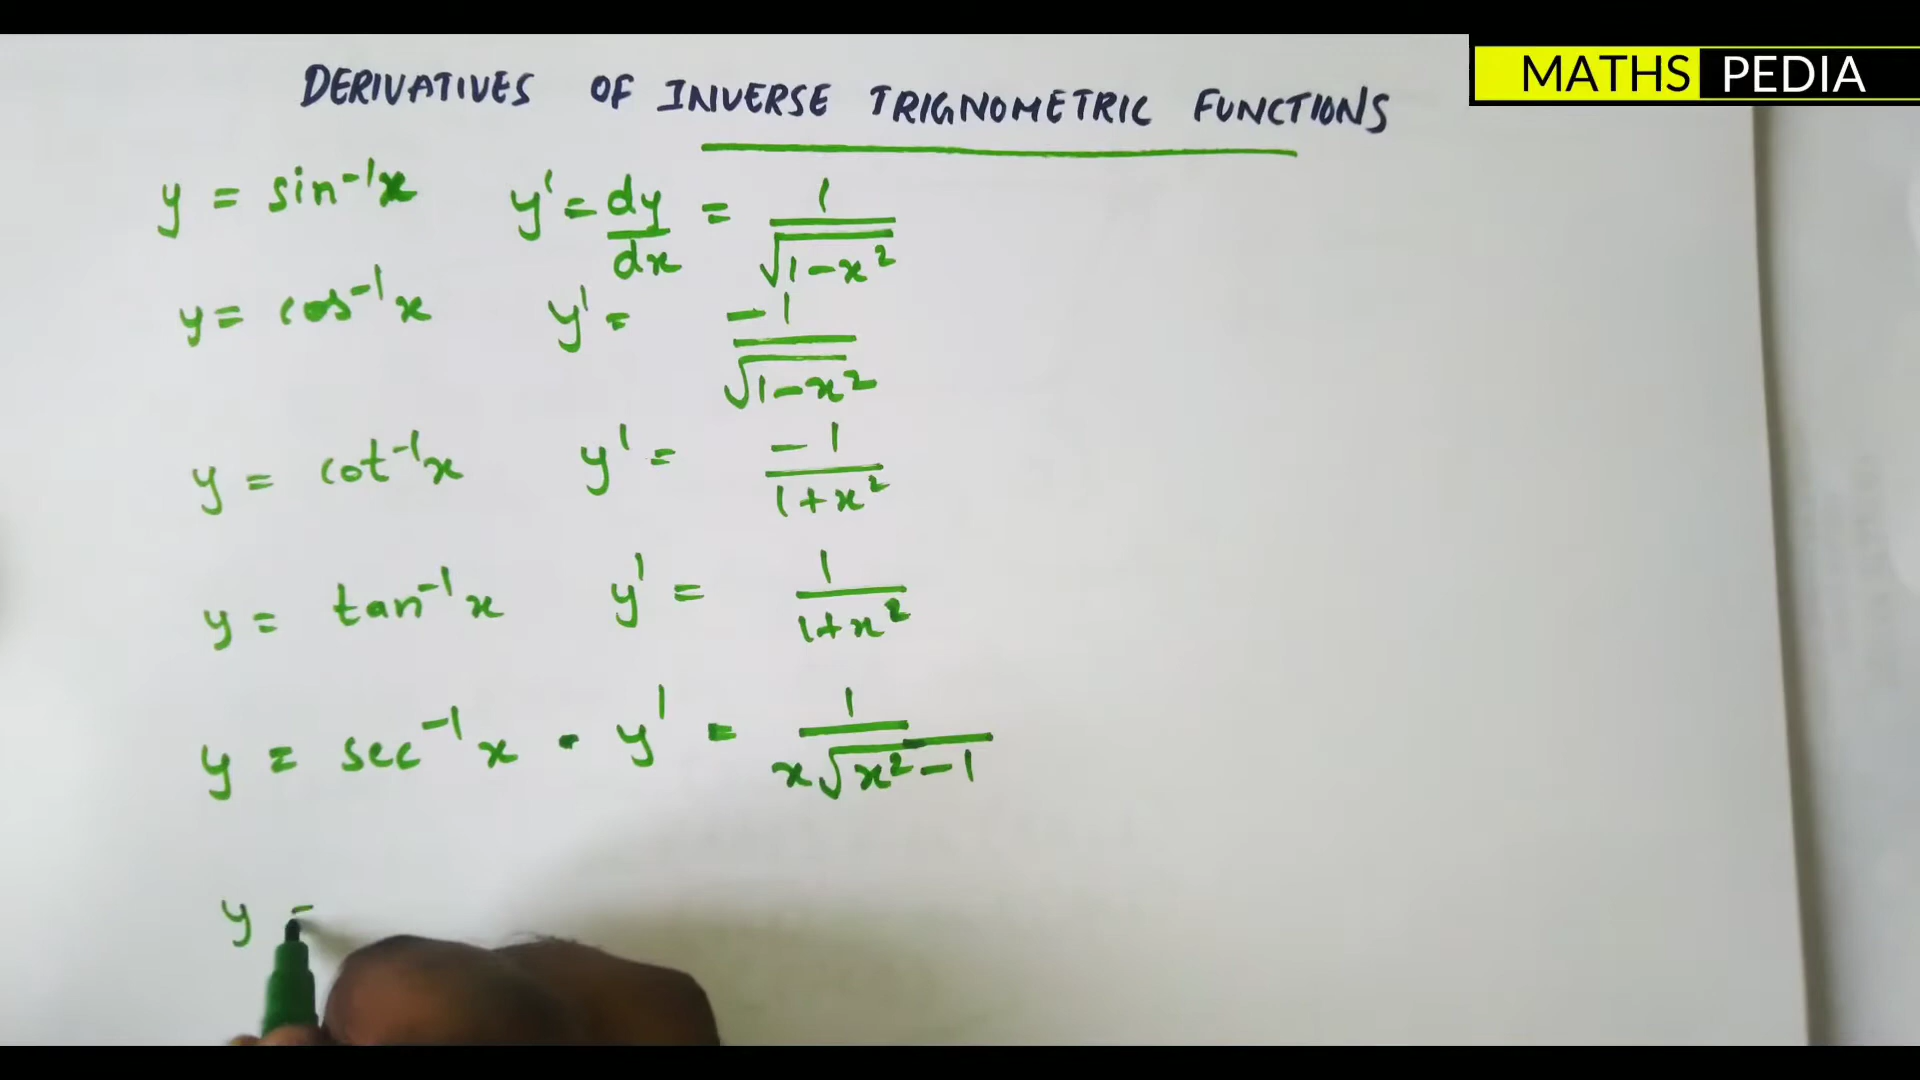 MATHS PEDIA
DERIVATIVES OF INVERSE TRIGNOMETRIC FUNCTIONS
y = sin⁻¹x y' = dy/dx = 1/√(1-x²)
y = cos⁻¹x y' = -1/√(1-x²)
y = cot⁻¹x y' = -1/(1+x²)
y = tan⁻¹x y' = 1/(1+x²)
y = sec⁻¹x · y' = 1/(x√(x²-1))
y =